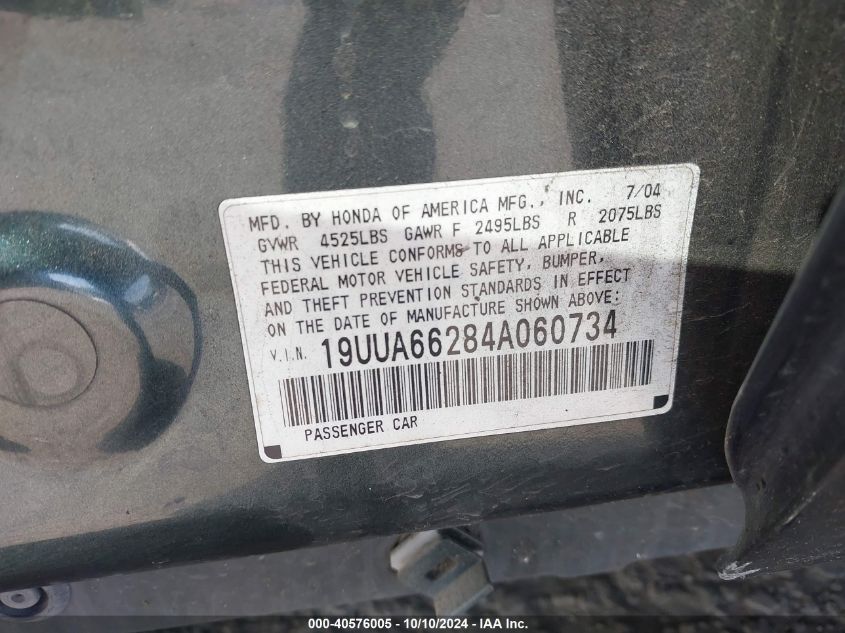 MFD. BY HONDA OF AMERICA MFG., INC. 7/04
GVWR 4525LBS GAWR F 2495LBS R 2075LBS
THIS VEHICLE CONFORMS TO ALL APPLICABLE
FEDERAL MOTOR VEHICLE SAFETY, BUMPER,
AND THEFT PREVENTION STANDARDS IN EFFECT
ON THE DATE OF MANUFACTURE SHOWN ABOVE:
V.I.N. 19UUA66284A060734
PASSENGER CAR
000-40576005 - 10/10/2024 - IAA Inc.